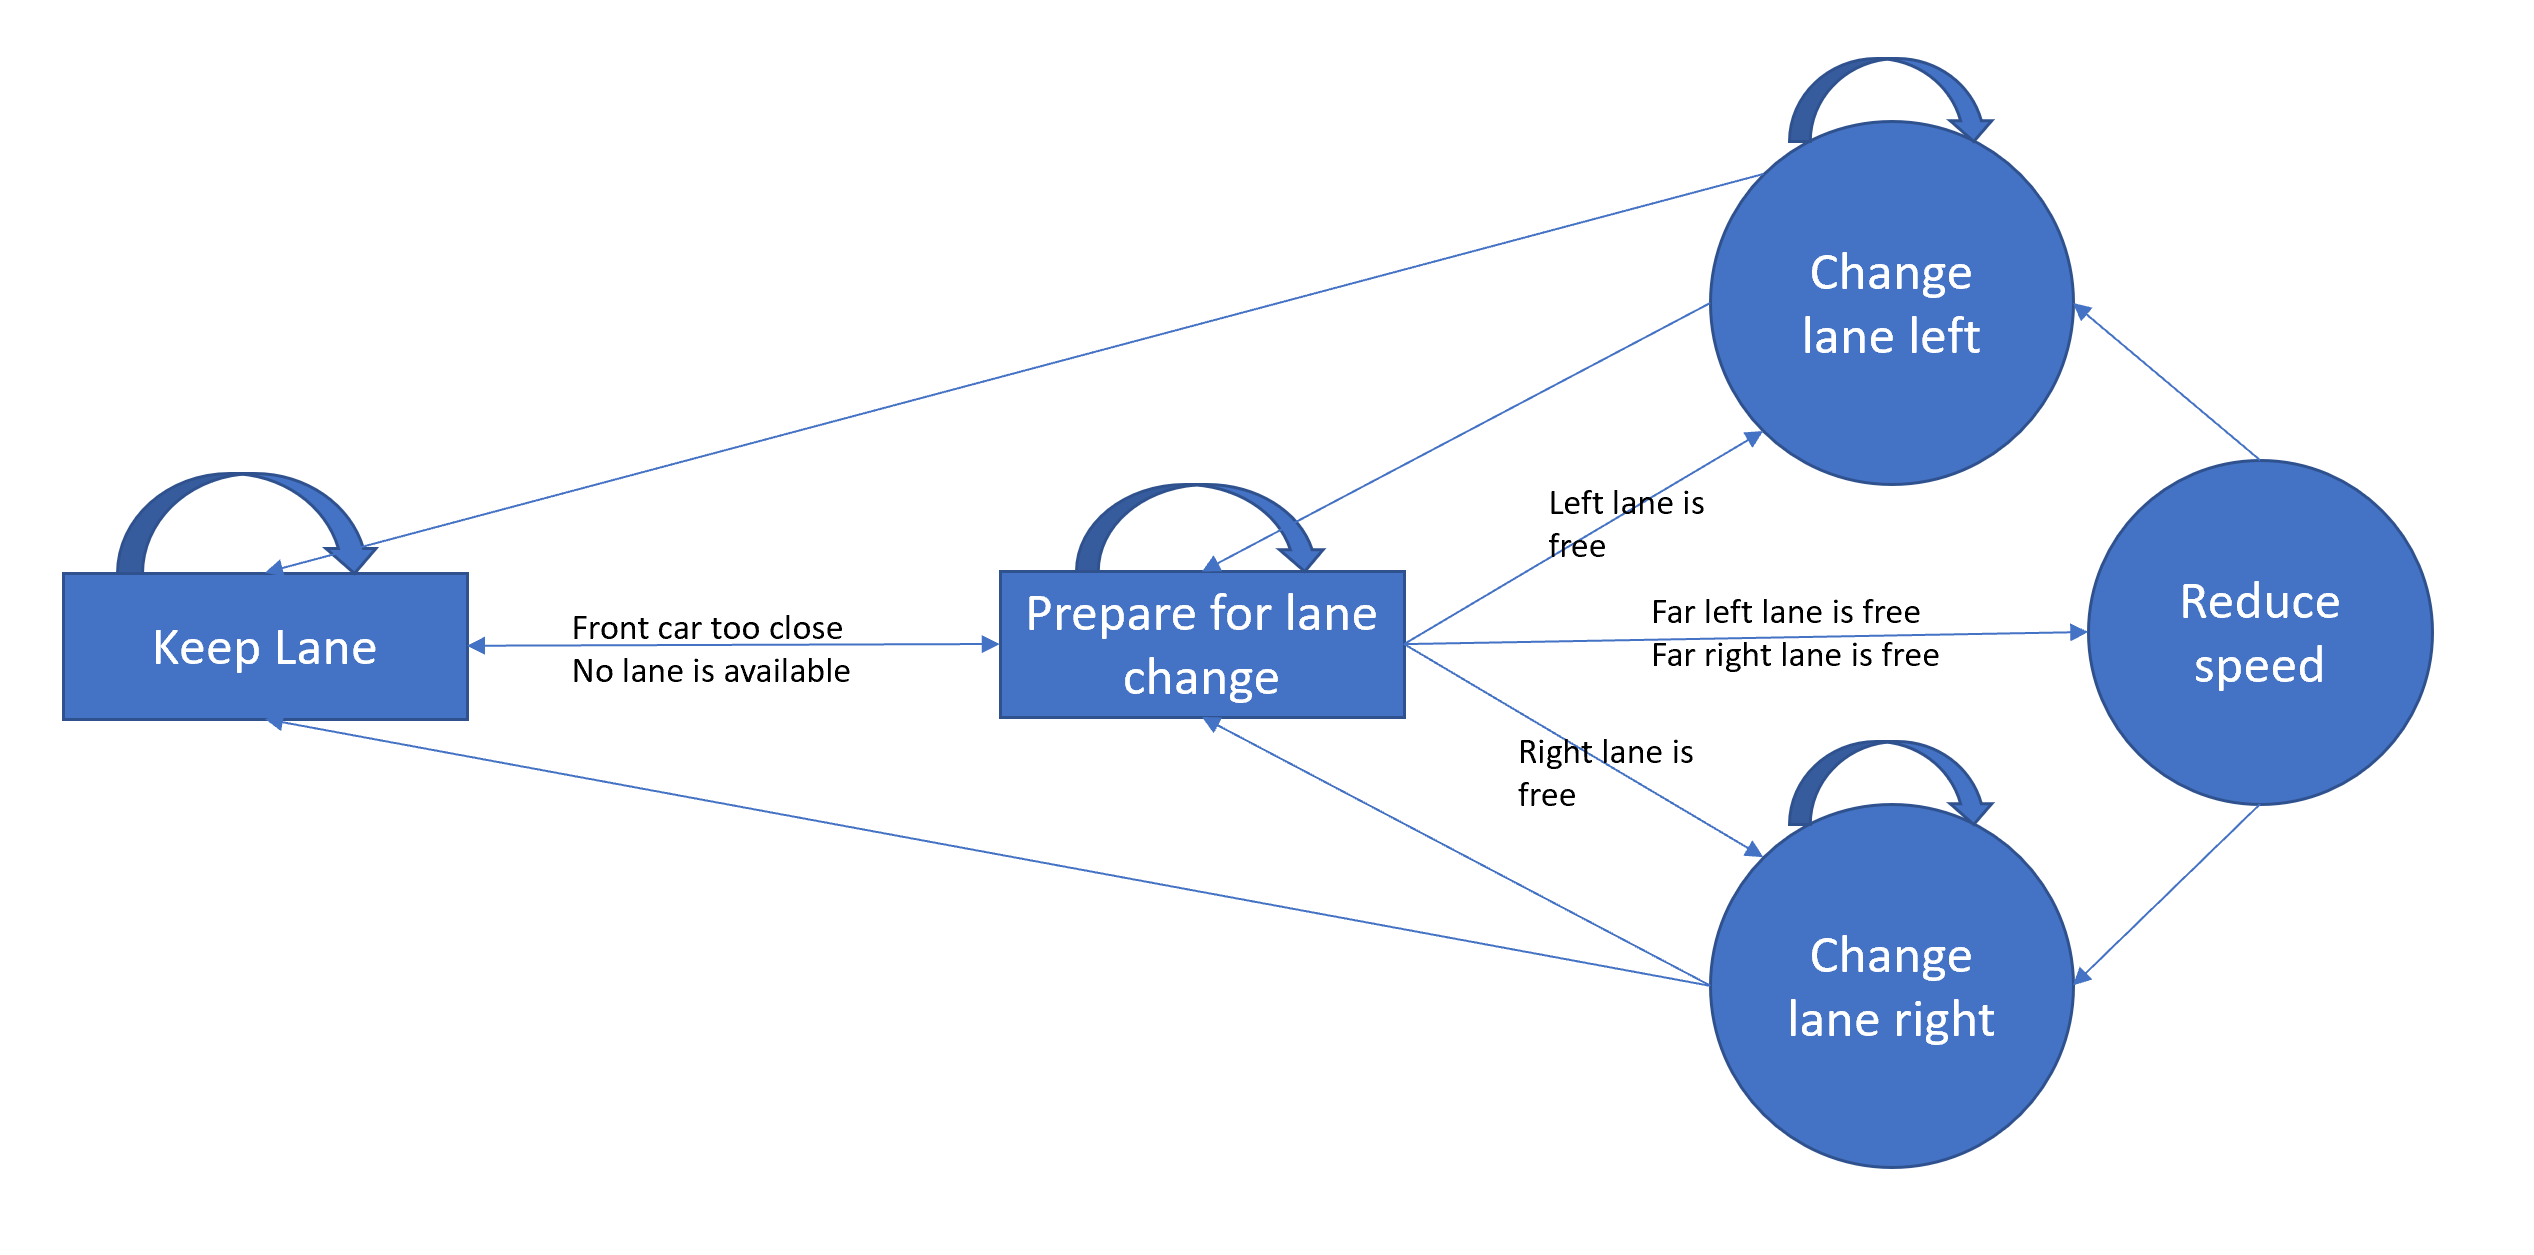 Change
lane left
Left lane is
free
Keep Lane
Front car too close
No lane is available
Prepare for lane
change
Far left lane is free
Far right lane is free
Reduce
speed
Right lane is
free
Change
lane right